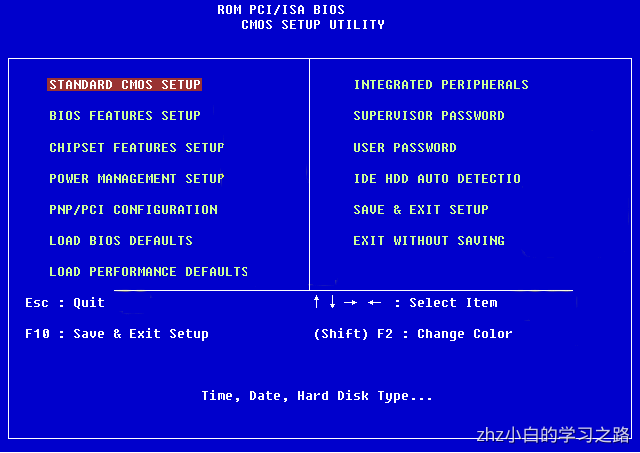 ROM PCI/ISA BIOS
CMOS SETUP UTILITY
STANDARD CMOS SETUP
BIOS FEATURES SETUP
CHIPSET FEATURES SETUP
POWER MANAGEMENT SETUP
PNP/PCI CONFIGURATION
LOAD BIOS DEFAULTS
LOAD PERFORMANCE DEFAULTS
INTEGRATED PERIPHERALS
SUPERVISOR PASSWORD
USER PASSWORD
IDE HDD AUTO DETECTIO
SAVE & EXIT SETUP
EXIT WITHOUT SAVING
Esc : Quit
↑ ↓ → ← : Select Item
F10 : Save & Exit Setup
(Shift) F2 : Change Color
Time, Date, Hard Disk Type...
zhz小白的学习之路